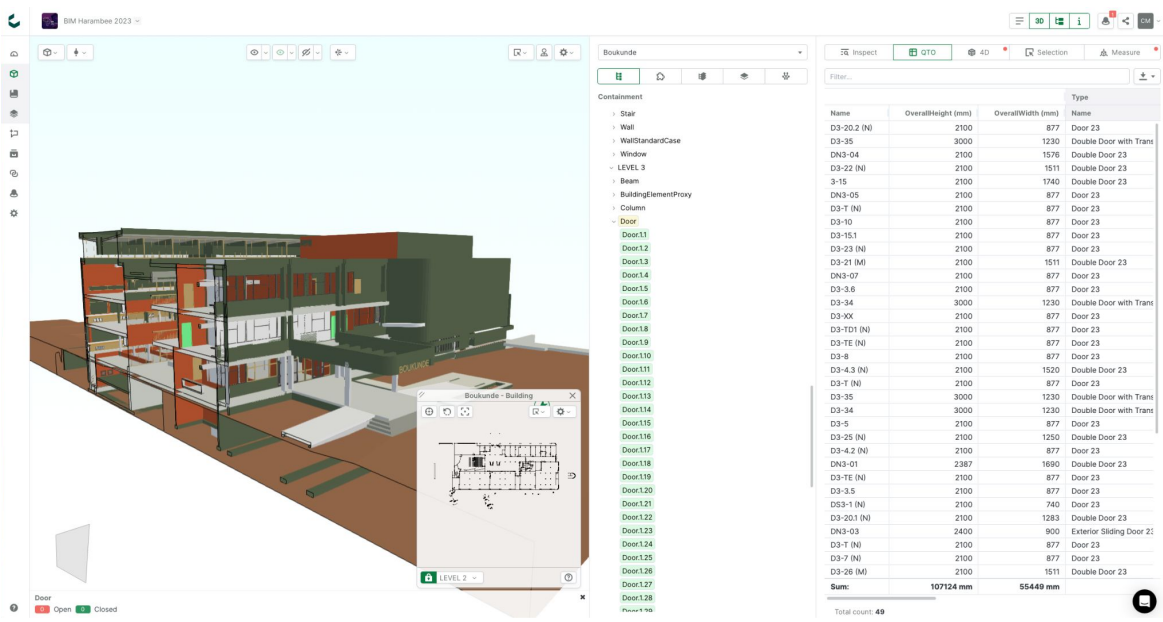 BIM Harambee 2023
3D
i
CM
Boukunde
Containment
Stair
Wall
WallStandardCase
Window
LEVEL 3
Beam
BuildingElementProxy
Column
Door
Door.1.1
Door.1.2
Door.1.3
Door.1.4
Door.1.5
Door.1.6
Door.1.7
Door.1.8
Door.1.9
Door.1.10
Door.1.11
Door.1.12
Door.1.13
Door.1.14
Door.1.15
Door.1.16
Door.1.17
Door.1.18
Door.1.19
Door.1.20
Door.1.21
Door.1.22
Door.1.23
Door.1.24
Door.1.25
Door.1.26
Door.1.27
Door.1.28
Door.1.29
Inspect QTO 4D Selection Measure
Filter...
Type
Name OverallHeight (mm) OverallWidth (mm) Name
D3-20.2 (N) 2100 877 Door 23
D3-35 3000 1230 Double Door with Trans
DN3-04 2100 1576 Double Door 23
D3-22 (N) 2100 1511 Double Door 23
3-15 2100 1740 Double Door 23
DN3-05 2100 877 Door 23
D3-T (N) 2100 877 Door 23
D3-10 2100 877 Door 23
D3-15.1 2100 877 Door 23
D3-23 (N) 2100 877 Door 23
D3-21 (M) 2100 1511 Double Door 23
DN3-07 2100 877 Door 23
D3-3.6 2100 877 Door 23
D3-34 3000 1230 Double Door with Trans
D3-XX 2100 877 Door 23
D3-TD1 (N) 2100 877 Door 23
D3-TE (N) 2100 877 Door 23
D3-8 2100 877 Door 23
D3-4.3 (N) 2100 1520 Double Door 23
D3-T (N) 2100 877 Door 23
D3-35 3000 1230 Double Door with Trans
D3-34 3000 1230 Double Door with Trans
D3-5 2100 877 Door 23
D3-25 (N) 2100 1250 Double Door 23
D3-4.2 (N) 2100 877 Door 23
DN3-01 2387 1690 Double Door 23
D3-TE (N) 2100 877 Door 23
D3-3.5 2100 877 Door 23
DS3-1 (N) 2100 740 Door 23
D3-20.1 (N) 2100 1283 Double Door 23
DN3-03 2400 900 Exterior Sliding Door 23
D3-T (N) 2100 877 Door 23
D3-7 (N) 2100 877 Door 23
D3-26 (M) 2100 1511 Double Door 23
Sum: 107124 mm 55449 mm
Total count: 49
BOUKUNDE
Boukunde - Building
LEVEL 2
Door
0 Open 0 Closed